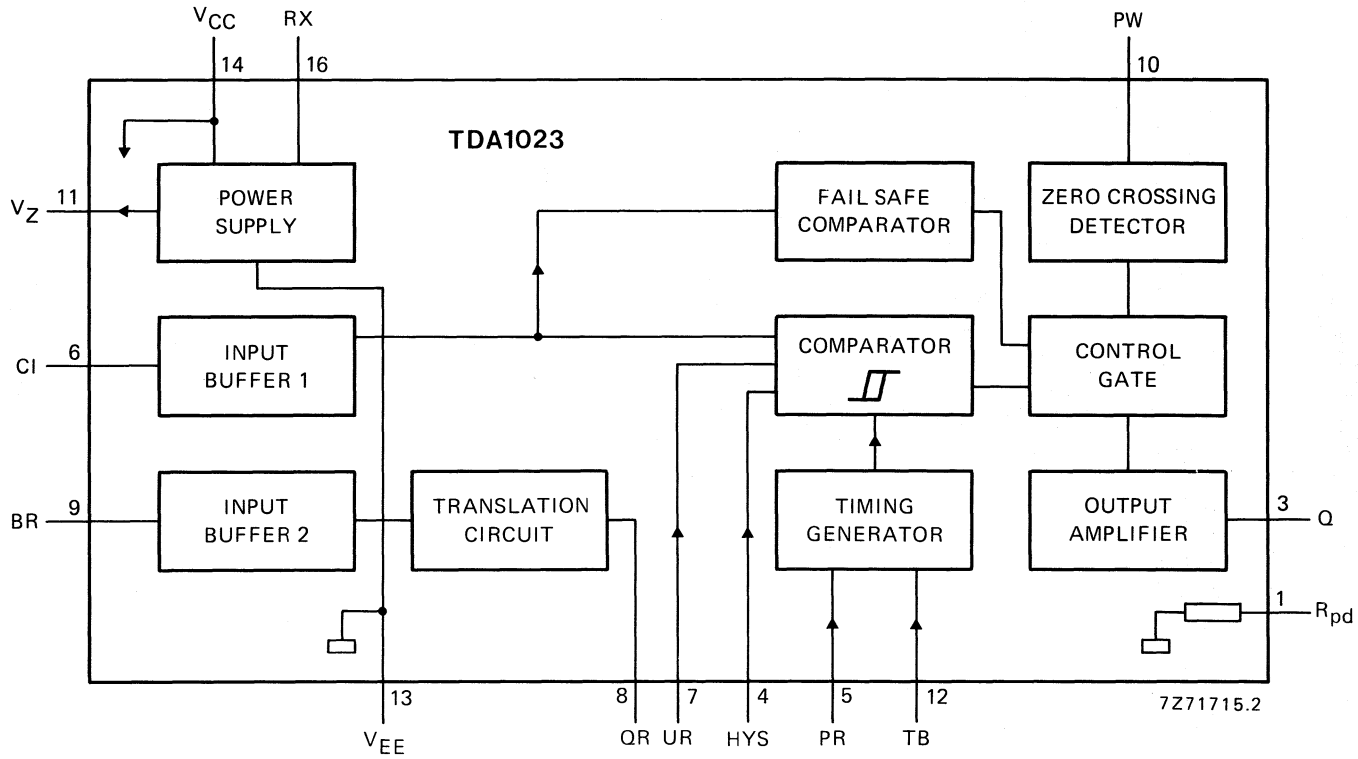 VCC
RX
PW
14
16
10
TDA1023
11
VZ
POWER
SUPPLY
FAIL SAFE
COMPARATOR
ZERO CROSSING
DETECTOR
6
CI
INPUT
BUFFER 1
COMPARATOR
CONTROL
GATE
9
BR
INPUT
BUFFER 2
TRANSLATION
CIRCUIT
TIMING
GENERATOR
OUTPUT
AMPLIFIER
3
Q
1
Rpd
13
8
7
4
5
12
7Z71715.2
VEE
QR
UR
HYS
PR
TB